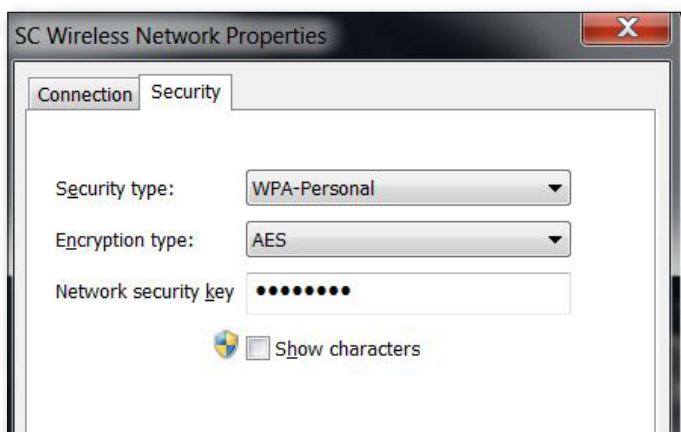 SC Wireless Network Properties
X
Connection Security
Security type: WPA-Personal
Encryption type: AES
Network security key ••••••••
Show characters